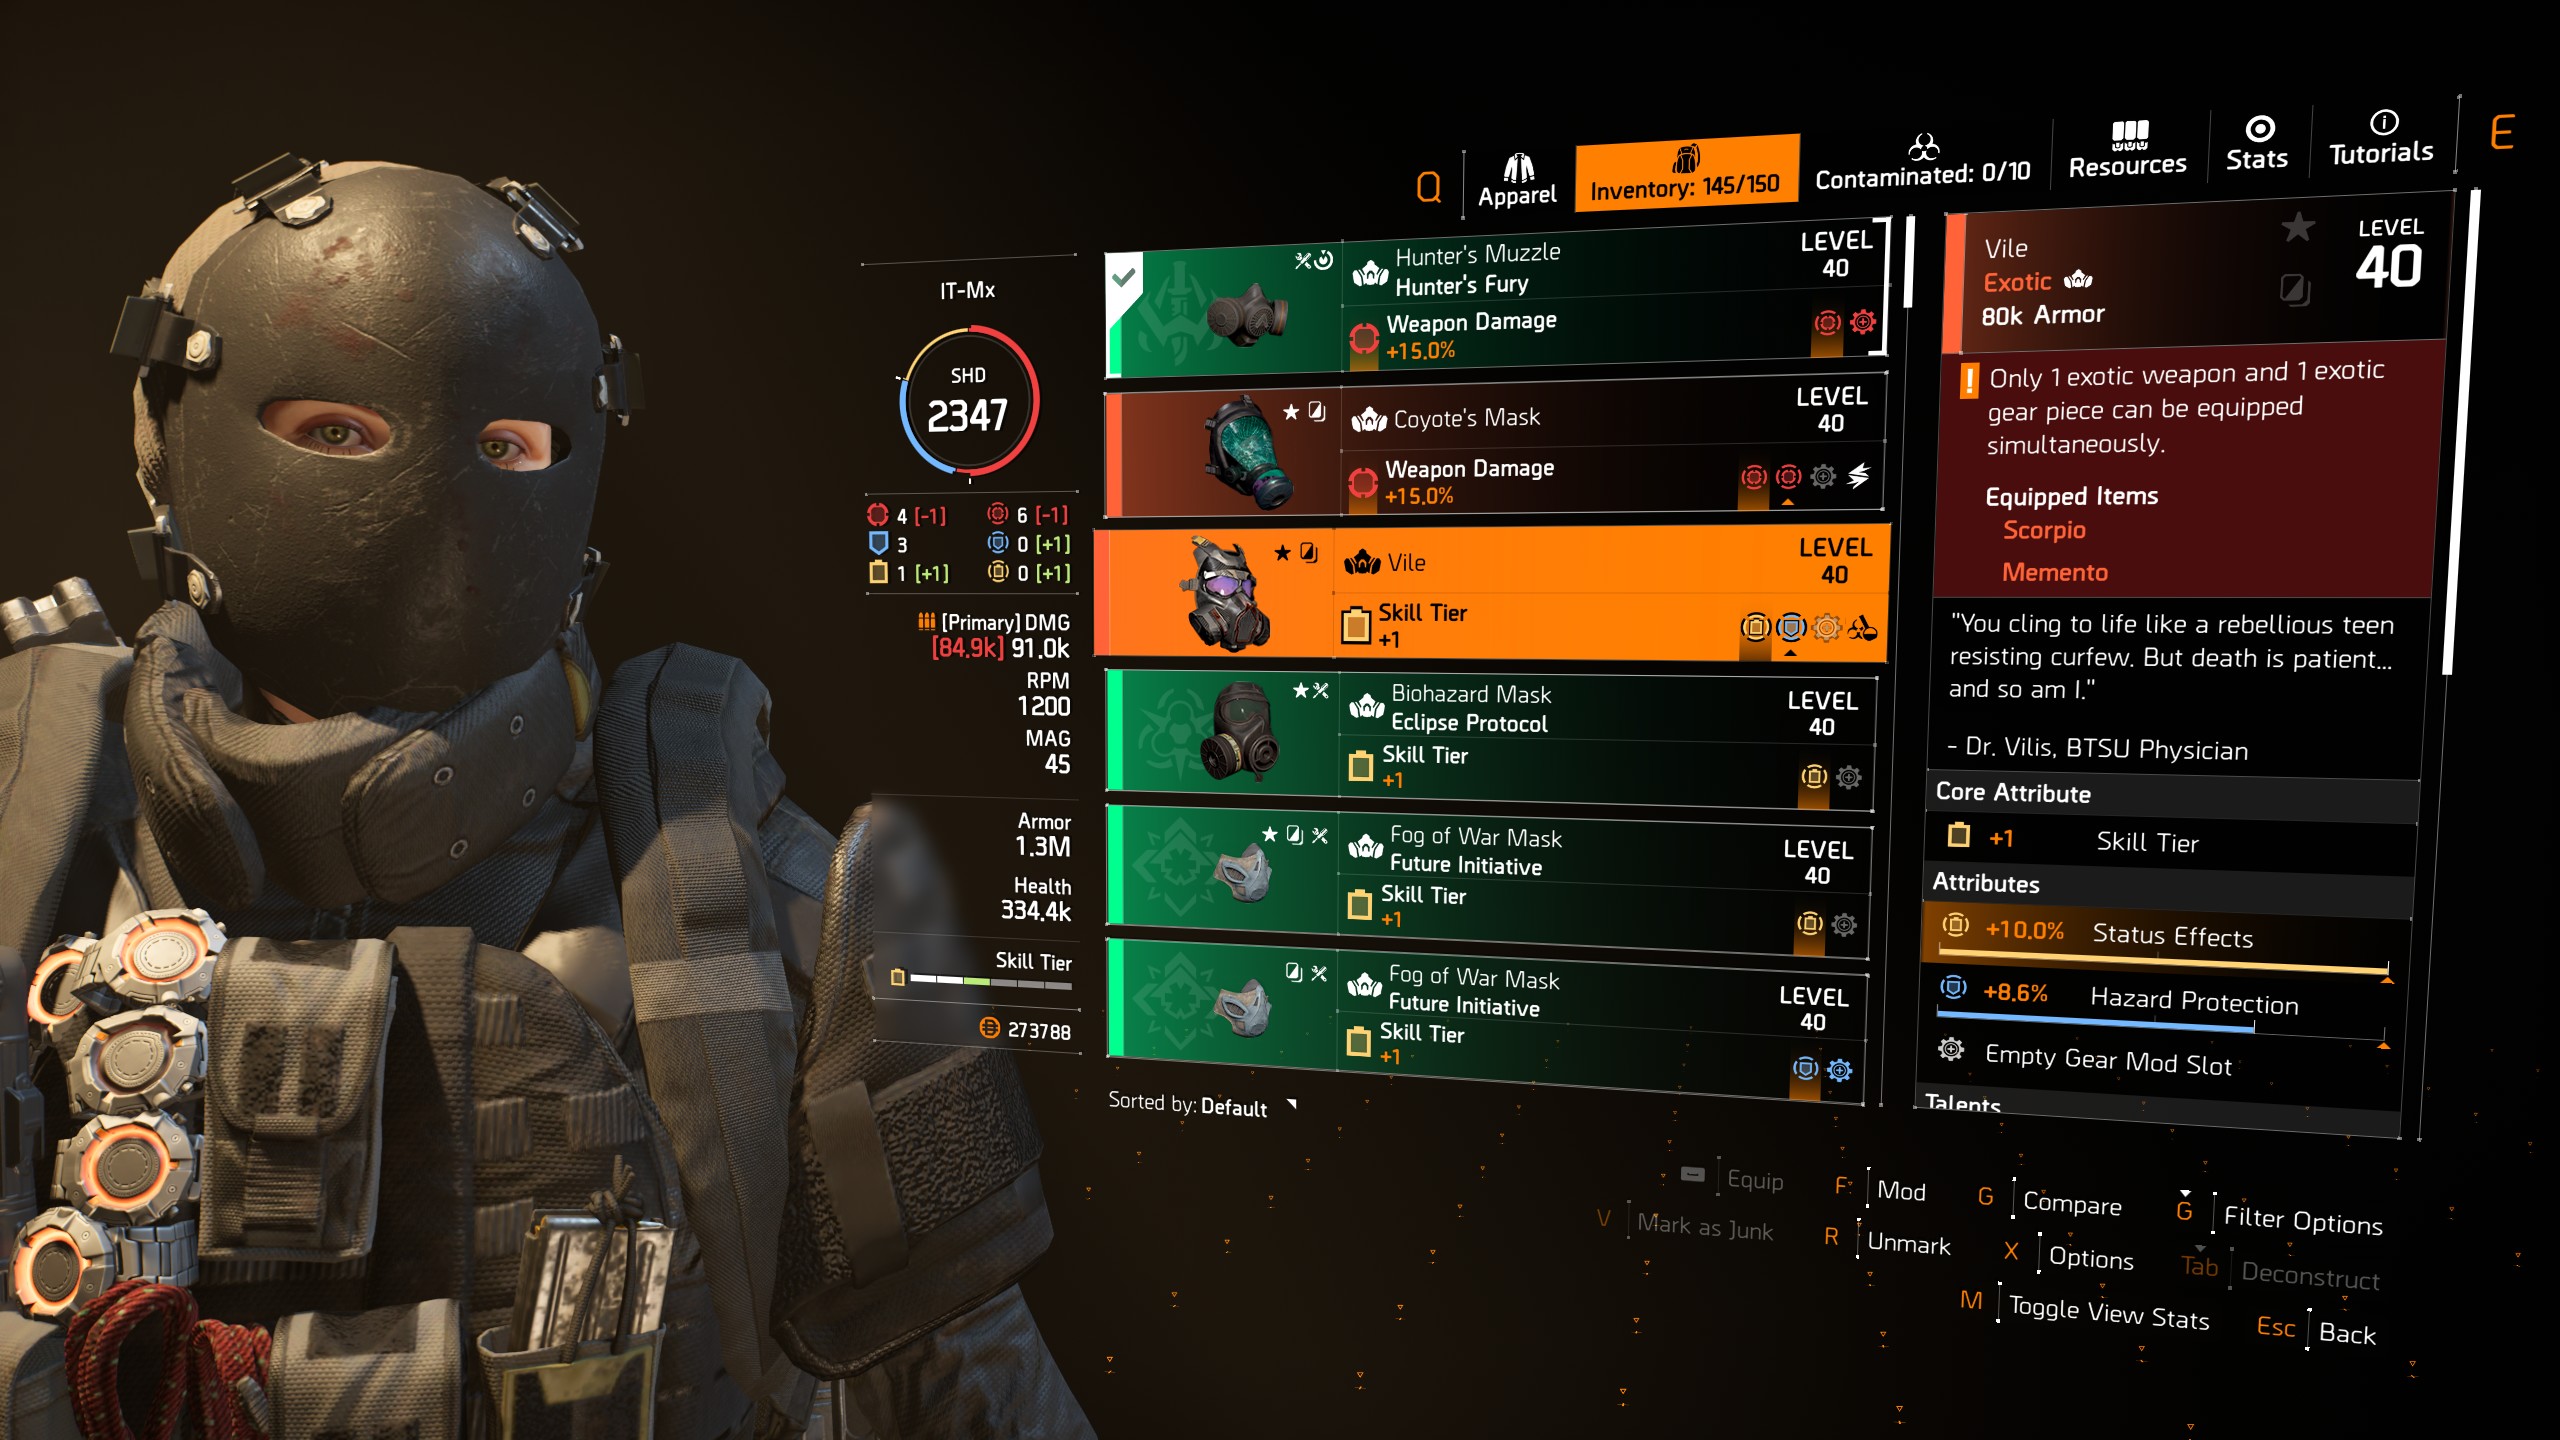 Q
Apparel
Inventory: 145/150
Contaminated: 0/10
Resources
Stats
Tutorials
E
IT-Mx
SHD
2347
4 [-1]
6 [-1]
3
0 [+1]
1 [+1]
0 [+1]
[Primary] DMG
[84.9k] 91.0k
RPM
1200
MAG
45
Armor
1.3M
Health
334.4k
Skill Tier
273788
Hunter's Muzzle
Hunter's Fury
LEVEL
40
Weapon Damage
+15.0%
Coyote's Mask
LEVEL
40
Weapon Damage
+15.0%
Vile
LEVEL
40
Skill Tier
+1
Biohazard Mask
Eclipse Protocol
LEVEL
40
Skill Tier
+1
Fog of War Mask
Future Initiative
LEVEL
40
Skill Tier
+1
Fog of War Mask
Future Initiative
LEVEL
40
Skill Tier
+1
Sorted by: Default
Vile
Exotic
80k Armor
LEVEL
40
Only 1 exotic weapon and 1 exotic
gear piece can be equipped
simultaneously.
Equipped Items
Scorpio
Memento
"You cling to life like a rebellious teen
resisting curfew. But death is patient...
and so am I."
- Dr. Vilis, BTSU Physician
Core Attribute
+1 Skill Tier
Attributes
+10.0% Status Effects
+8.6% Hazard Protection
Empty Gear Mod Slot
Talents
Equip
F Mod
G Compare
G Filter Options
V Mark as Junk
R Unmark
X Options
Tab Deconstruct
M Toggle View Stats
Esc Back